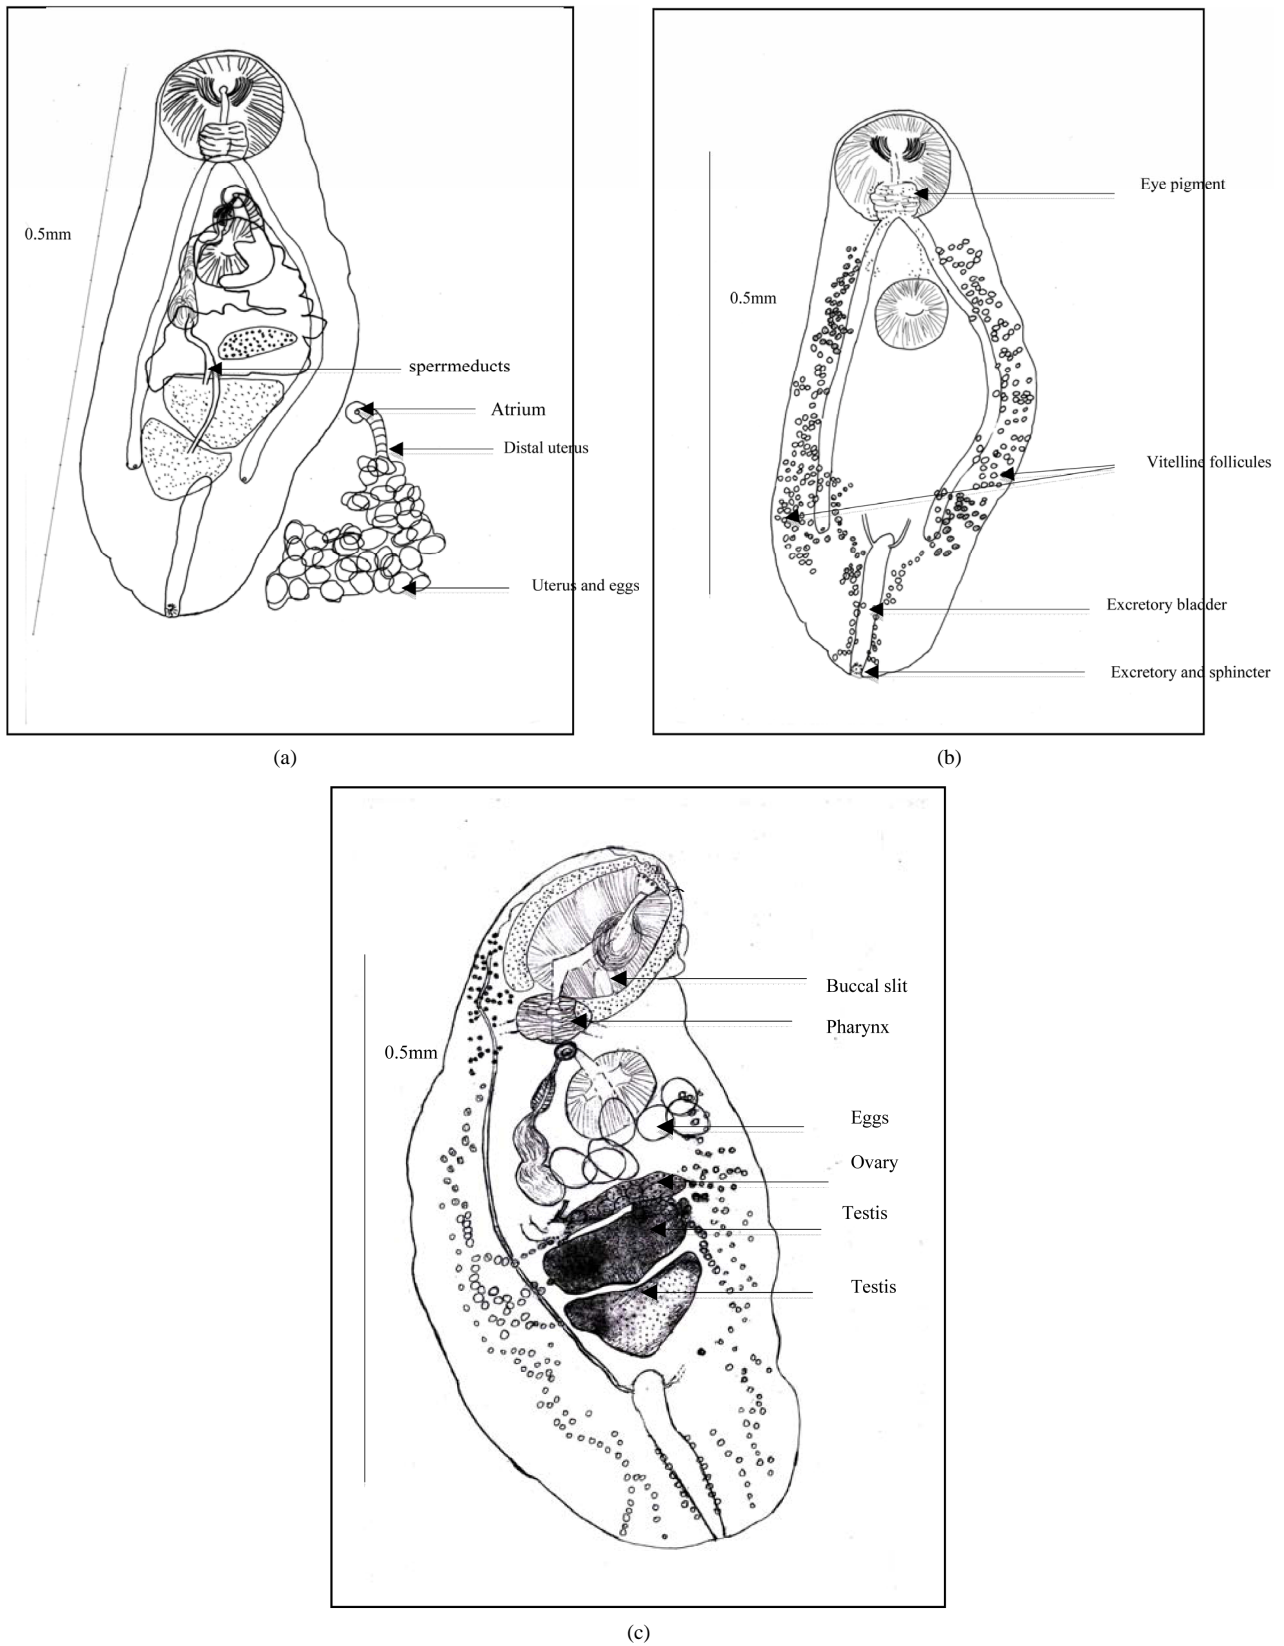 0.5mm
sperrmeducts
Atrium
Distal uterus
Uterus and eggs
(a)
Eye pigment
0.5mm
Vitelline follicules
Excretory bladder
Excretory and sphincter
(b)
Buccal slit
Pharynx
0.5mm
Eggs
Ovary
Testis
Testis
(c)